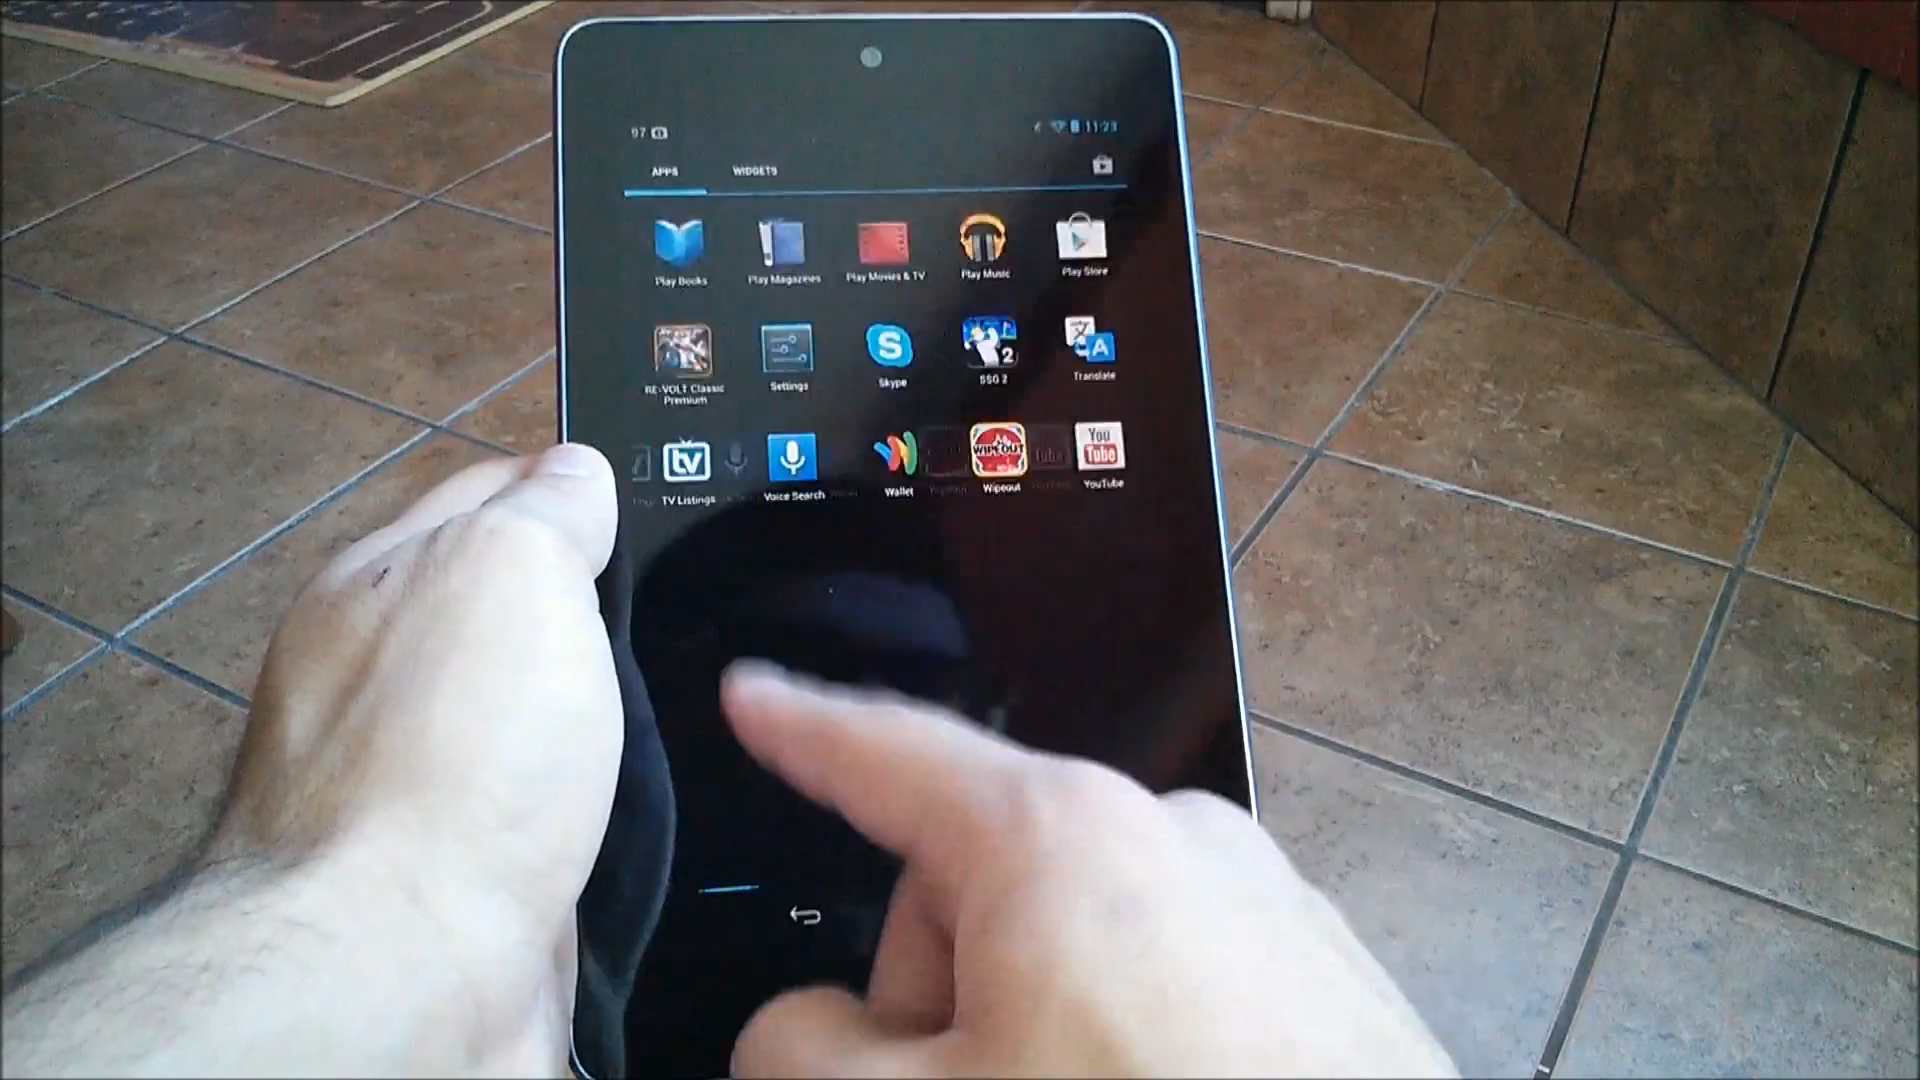 97 11:23
APPS WIDGETS
Play Books Play Magazines Play Movies & TV Play Music Play Store
RE-VOLT Classic Premium Settings Skype SSG 2 Translate
tv WIPEOUT You Tube
TV Listings Voice Search Wallet Wipeout YouTube